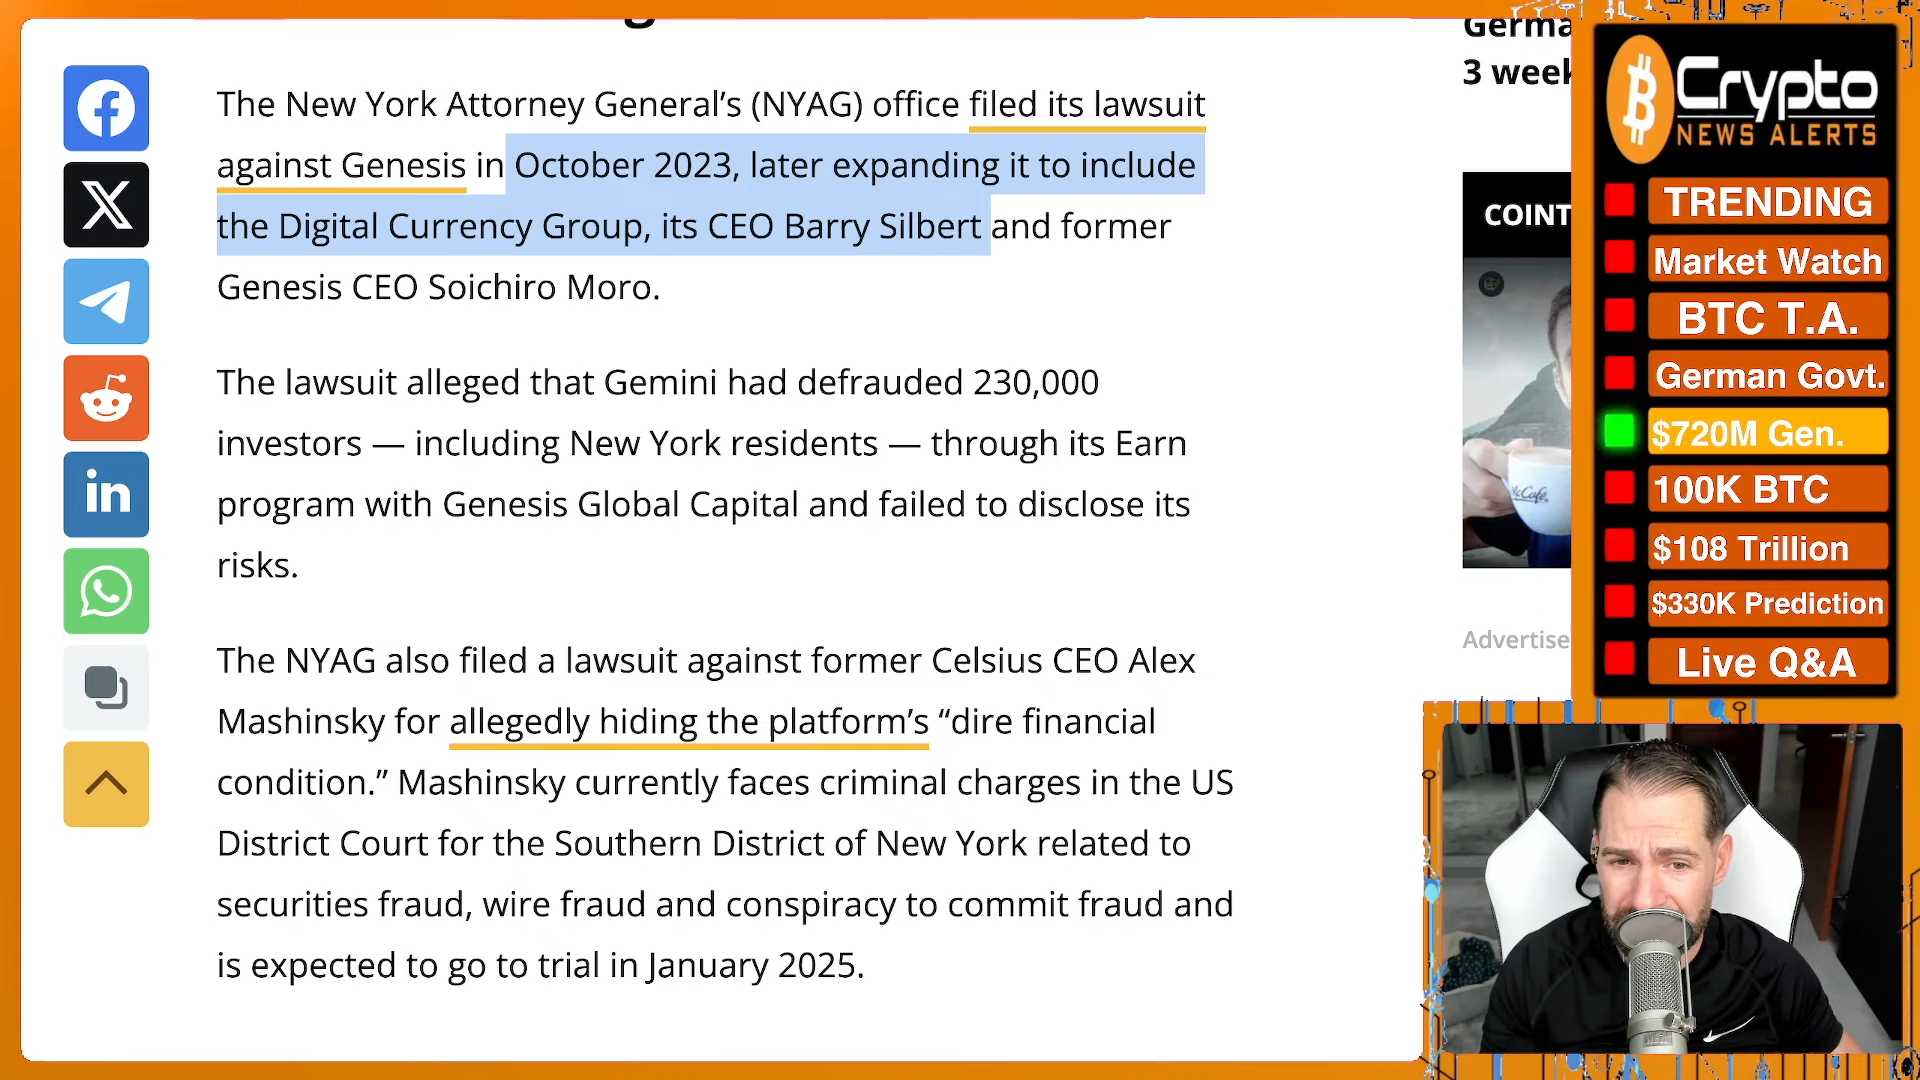 The New York Attorney General’s (NYAG) office filed its lawsuit
against Genesis in October 2023, later expanding it to include
the Digital Currency Group, its CEO Barry Silbert and former
Genesis CEO Soichiro Moro.
The lawsuit alleged that Gemini had defrauded 230,000
investors — including New York residents — through its Earn
program with Genesis Global Capital and failed to disclose its
risks.
The NYAG also filed a lawsuit against former Celsius CEO Alex
Mashinsky for allegedly hiding the platform’s “dire financial
condition.” Mashinsky currently faces criminal charges in the US
District Court for the Southern District of New York related to
securities fraud, wire fraud and conspiracy to commit fraud and
is expected to go to trial in January 2025.
Germa
3 week
COINT
McCafé
Advertise
Crypto
NEWS ALERTS
TRENDING
Market Watch
BTC T.A.
German Govt.
$720M Gen.
100K BTC
$108 Trillion
$330K Prediction
Live Q&A